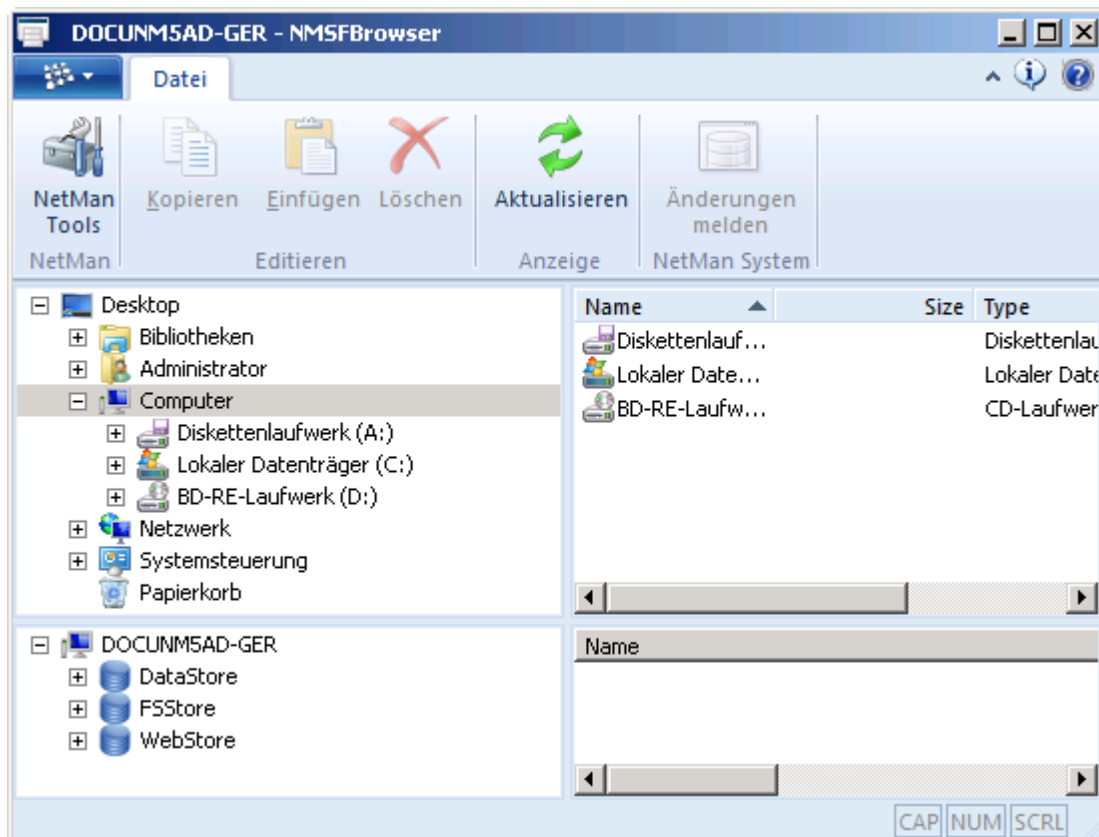 DOCUNM5AD-GER - NMSFBrowser
Datei
NetMan Tools
Kopieren
Einfügen
Löschen
Aktualisieren
Änderungen melden
NetMan
Editieren
Anzeige
NetMan System
Desktop
Bibliotheken
Administrator
Computer
Diskettenlaufwerk (A:)
Lokaler Datenträger (C:)
BD-RE-Laufwerk (D:)
Netzwerk
Systemsteuerung
Papierkorb
Name Size Type
Diskettenlauf... Diskettenlau
Lokaler Date... Lokaler Date
BD-RE-Laufw... CD-Laufwer
DOCUNM5AD-GER
DataStore
FSStore
WebStore
Name
CAP NUM SCRL